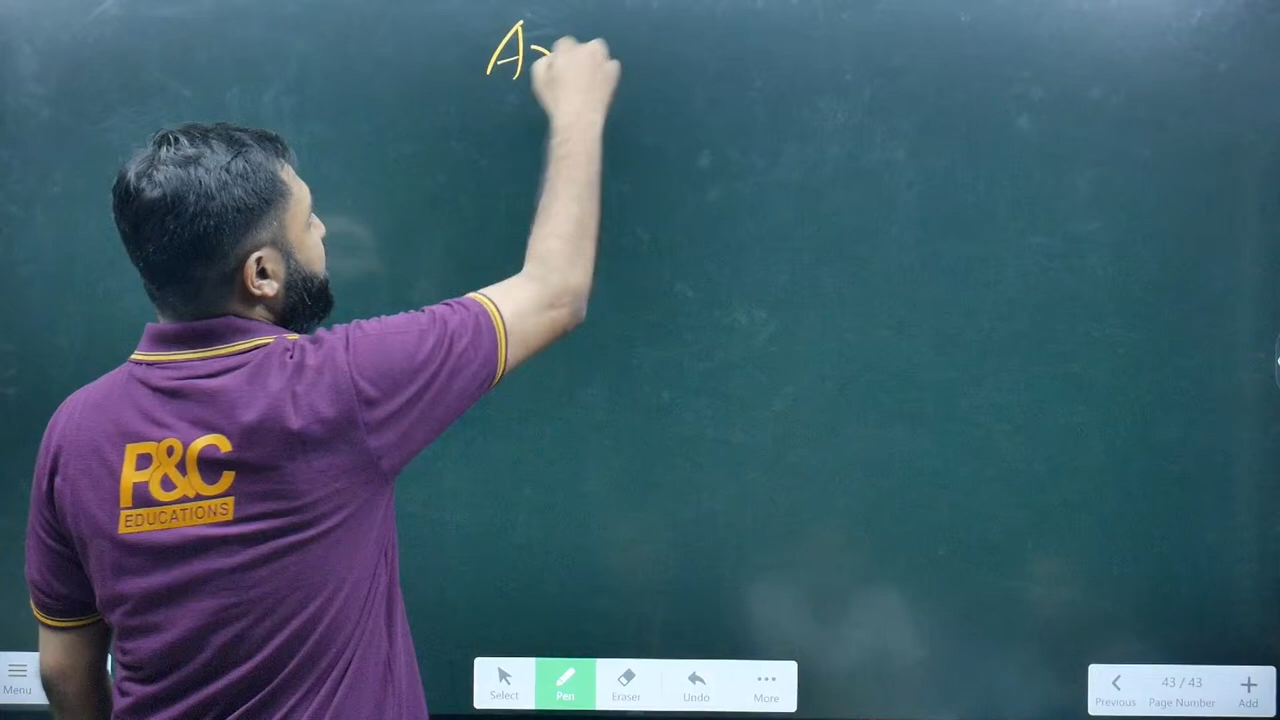 A
P&C
EDUCATIONS
Menu
Select
Pen
Eraser
Undo
More
43 / 43
Previous
Page Number
Add